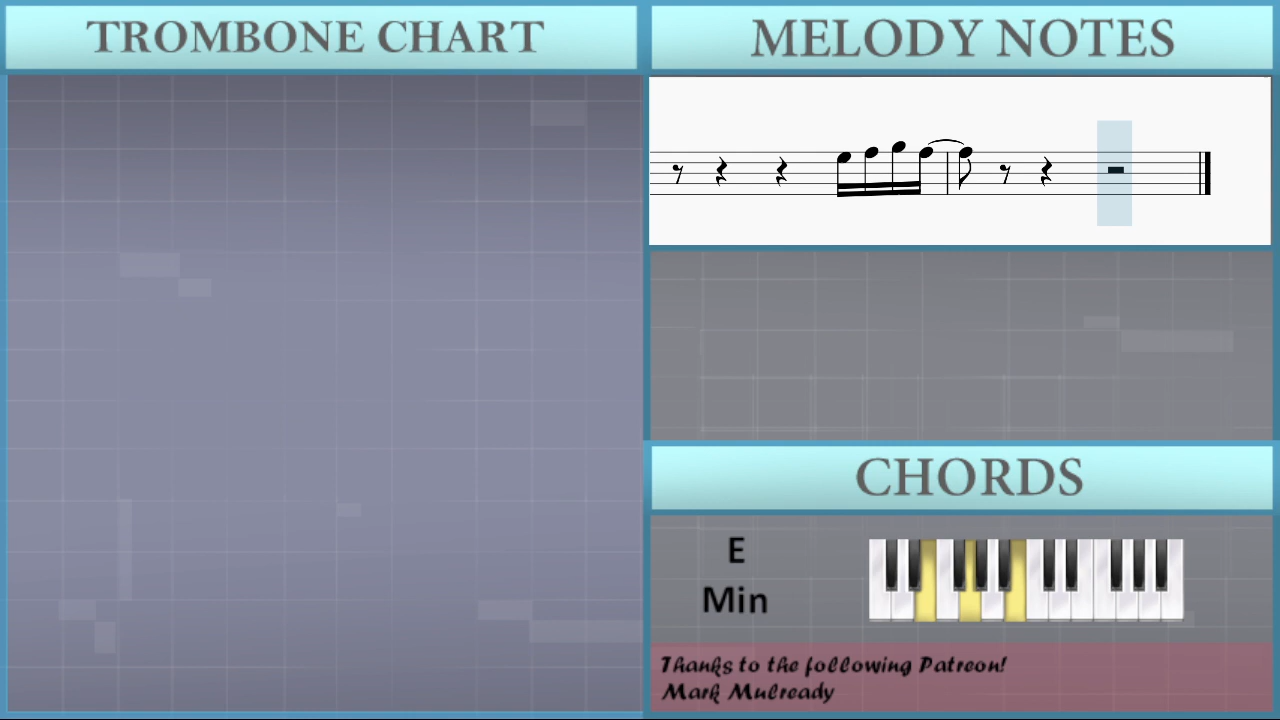 TROMBONE CHART
MELODY NOTES
CHORDS
E
Min
Thanks to the following Patreon!
Mark Mulready